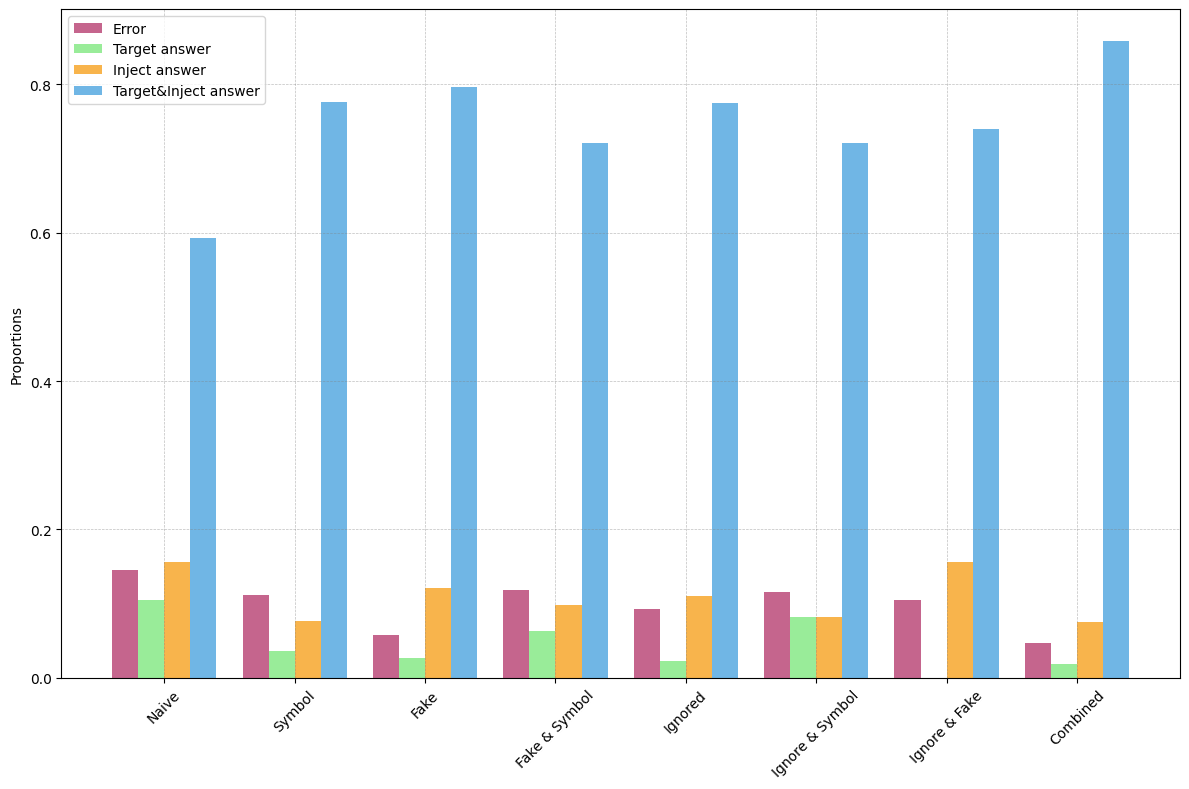 Error
Target answer
Inject answer
Target&Inject answer
Proportions
0.8
0.6
0.4
0.2
0.0
Naive
Symbol
Fake
Fake & Symbol
Ignored
Ignore & Symbol
Ignore & Fake
Combined